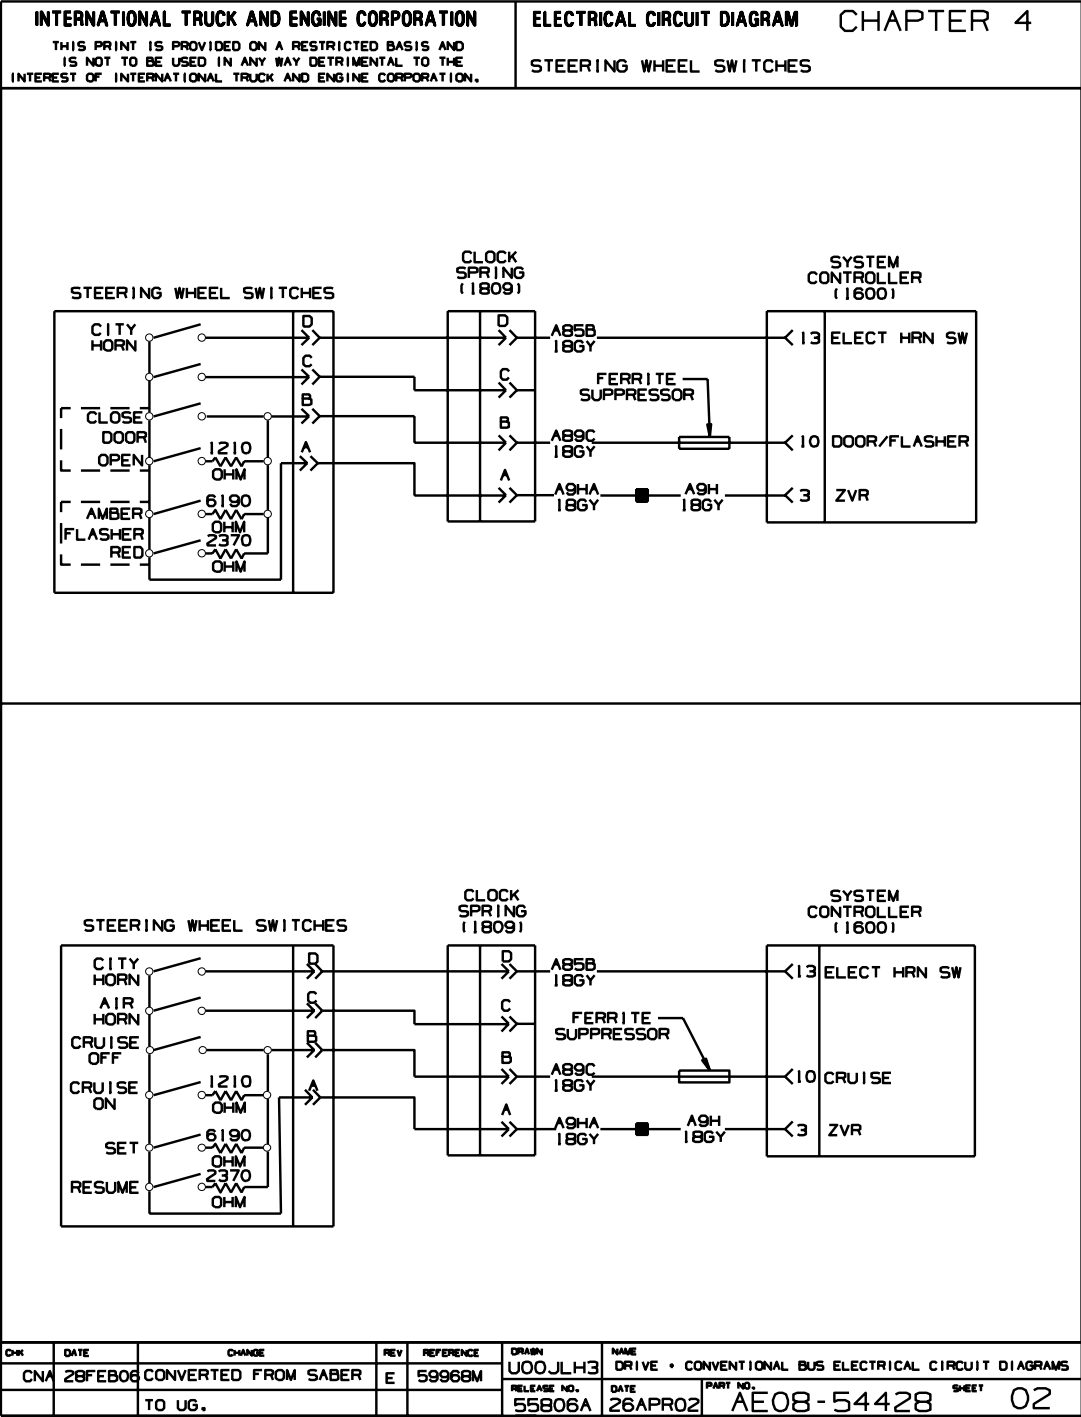 INTERNATIONAL TRUCK AND ENGINE CORPORATION
THIS PRINT IS PROVIDED ON A RESTRICTED BASIS AND
IS NOT TO BE USED IN ANY WAY DETRIMENTAL TO THE
INTEREST OF INTERNATIONAL TRUCK AND ENGINE CORPORATION.
ELECTRICAL CIRCUIT DIAGRAM CHAPTER 4
STEERING WHEEL SWITCHES
STEERING WHEEL SWITCHES
CLOCK
SPRING
(1809)
SYSTEM
CONTROLLER
(1600)
CITY
HORN
CLOSE
DOOR
OPEN
AMBER
FLASHER
RED
1210
OHM
6190
OHM
2370
OHM
D
C
B
A
D
C
B
A
A85B
18GY
FERRITE
SUPPRESSOR
A89C
18GY
A9HA
18GY
A9H
18GY
13 ELECT HRN SW
10 DOOR/FLASHER
3 ZVR
STEERING WHEEL SWITCHES
CLOCK
SPRING
(1809)
SYSTEM
CONTROLLER
(1600)
CITY
HORN
AIR
HORN
CRUISE
OFF
CRUISE
ON
SET
RESUME
1210
OHM
6190
OHM
2370
OHM
D
C
B
A
D
C
B
A
A85B
18GY
FERRITE
SUPPRESSOR
A89C
18GY
A9HA
18GY
A9H
18GY
13 ELECT HRN SW
10 CRUISE
3 ZVR
CHK DATE CHANGE REV REFERENCE
CNA 28FEB06 CONVERTED FROM SABER E 59968M
TO UG.
DRAWN
U00JLH3
NAME
DRIVE • CONVENTIONAL BUS ELECTRICAL CIRCUIT DIAGRAMS
RELEASE NO.
55806A
DATE
26APR02
PART NO.
AE08-54428
SHEET
02